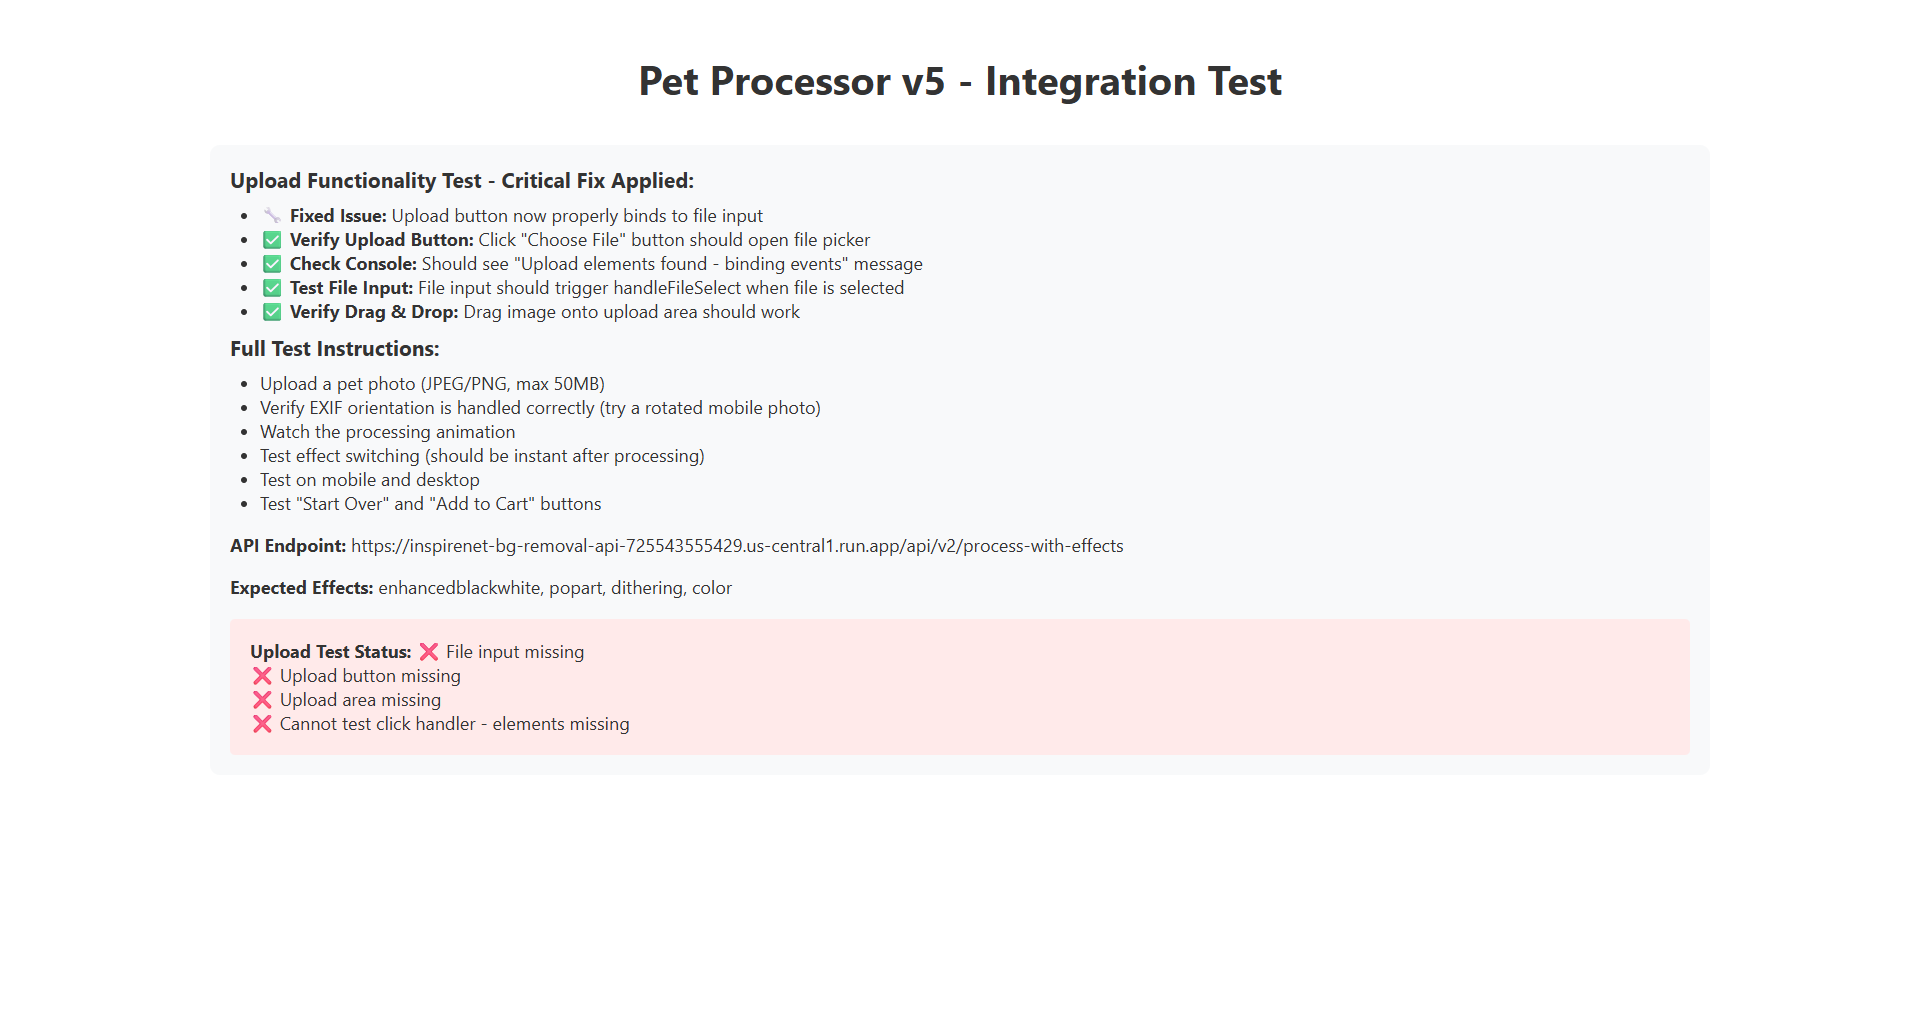 Pet Processor v5 - Integration Test
Upload Functionality Test - Critical Fix Applied:
• 🔧 Fixed Issue: Upload button now properly binds to file input
• ✅ Verify Upload Button: Click "Choose File" button should open file picker
• ✅ Check Console: Should see "Upload elements found - binding events" message
• ✅ Test File Input: File input should trigger handleFileSelect when file is selected
• ✅ Verify Drag & Drop: Drag image onto upload area should work
Full Test Instructions:
• Upload a pet photo (JPEG/PNG, max 50MB)
• Verify EXIF orientation is handled correctly (try a rotated mobile photo)
• Watch the processing animation
• Test effect switching (should be instant after processing)
• Test on mobile and desktop
• Test "Start Over" and "Add to Cart" buttons
API Endpoint: https://inspirenet-bg-removal-api-725543555429.us-central1.run.app/api/v2/process-with-effects
Expected Effects: enhancedblackwhite, popart, dithering, color
Upload Test Status: ❌ File input missing
❌ Upload button missing
❌ Upload area missing
❌ Cannot test click handler - elements missing